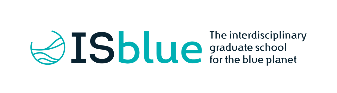 ISblue
The interdisciplinary
graduate school
for the blue planet